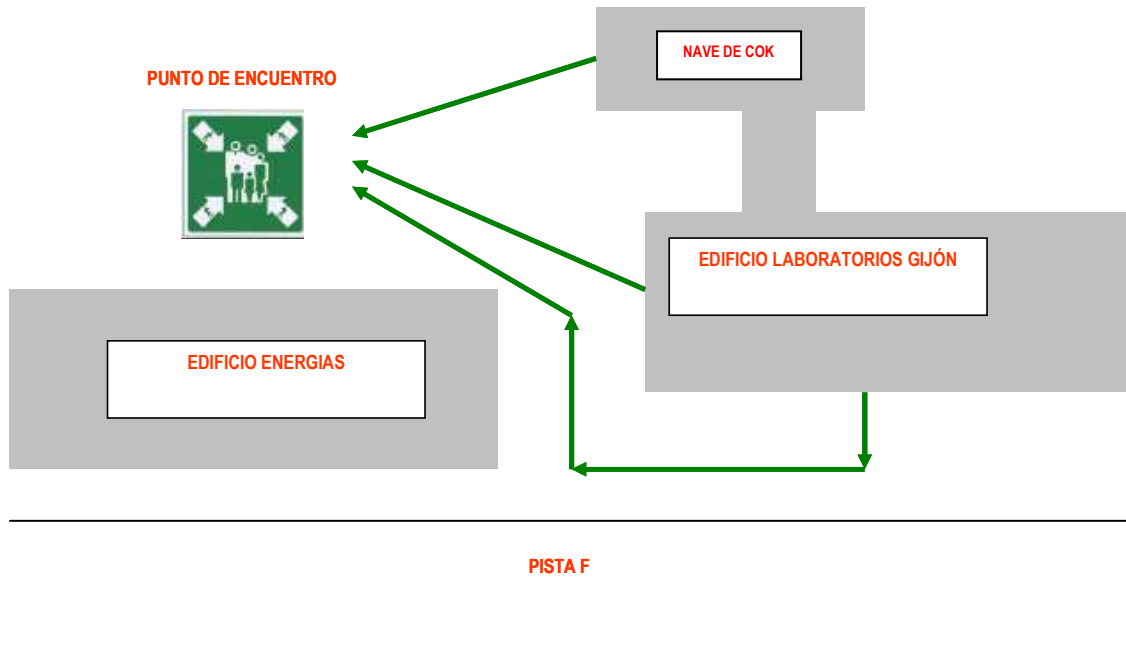 NAVE DE COK
PUNTO DE ENCUENTRO
EDIFICIO LABORATORIOS GIJÓN
EDIFICIO ENERGIAS
PISTA F